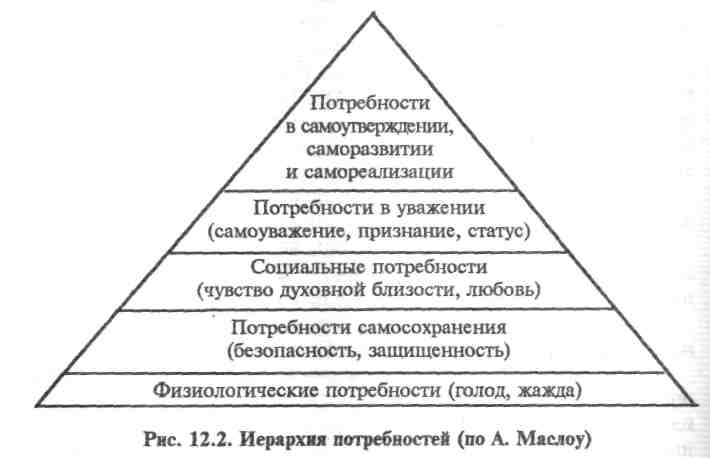 Потребности
в самоутверждении,
саморазвитии
и самореализации
Потребности в уважении
(самоуважение, признание, статус)
Социальные потребности
(чувство духовной близости, любовь)
Потребности самосохранения
(безопасность, защищенность)
Физиологические потребности (голод, жажда)
Рис. 12.2. Иерархия потребностей (по А. Маслоу)